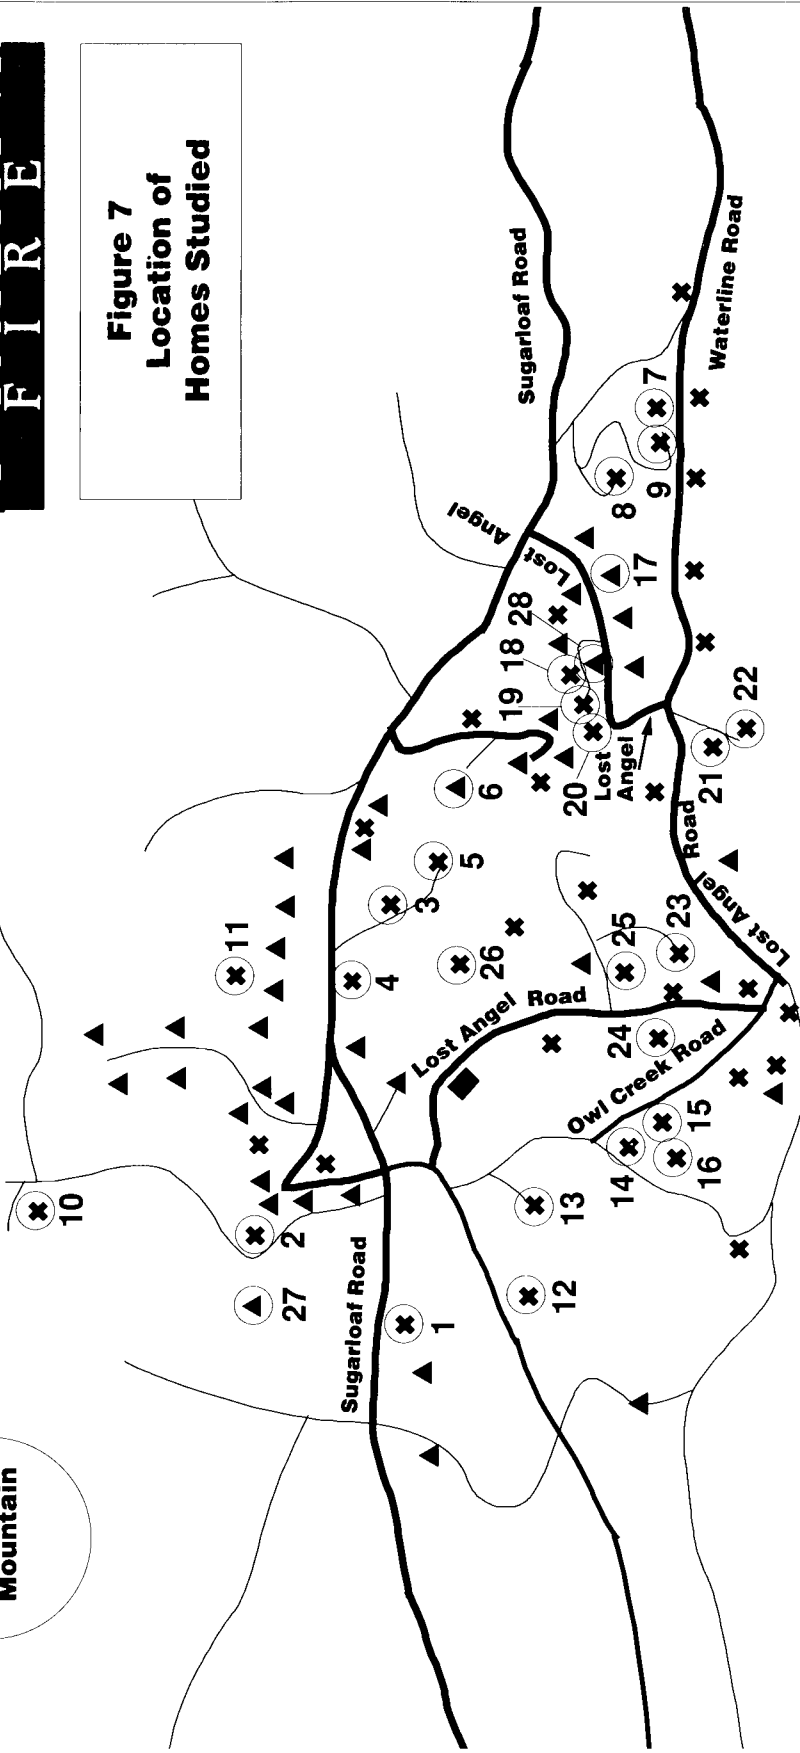 F I R E
Figure 7
Location of
Homes Studied
Mountain
Sugarloaf Road
Waterline Road
Lost
Angel
Sugarloaf Road
Lost Angel Road
Owl Creek Road
Lost Angel
Road
Lost
Angel
1
2
3
4
5
6
7
8
9
10
11
12
13
14
15
16
17
18
19
20
21
22
23
24
25
26
27
28